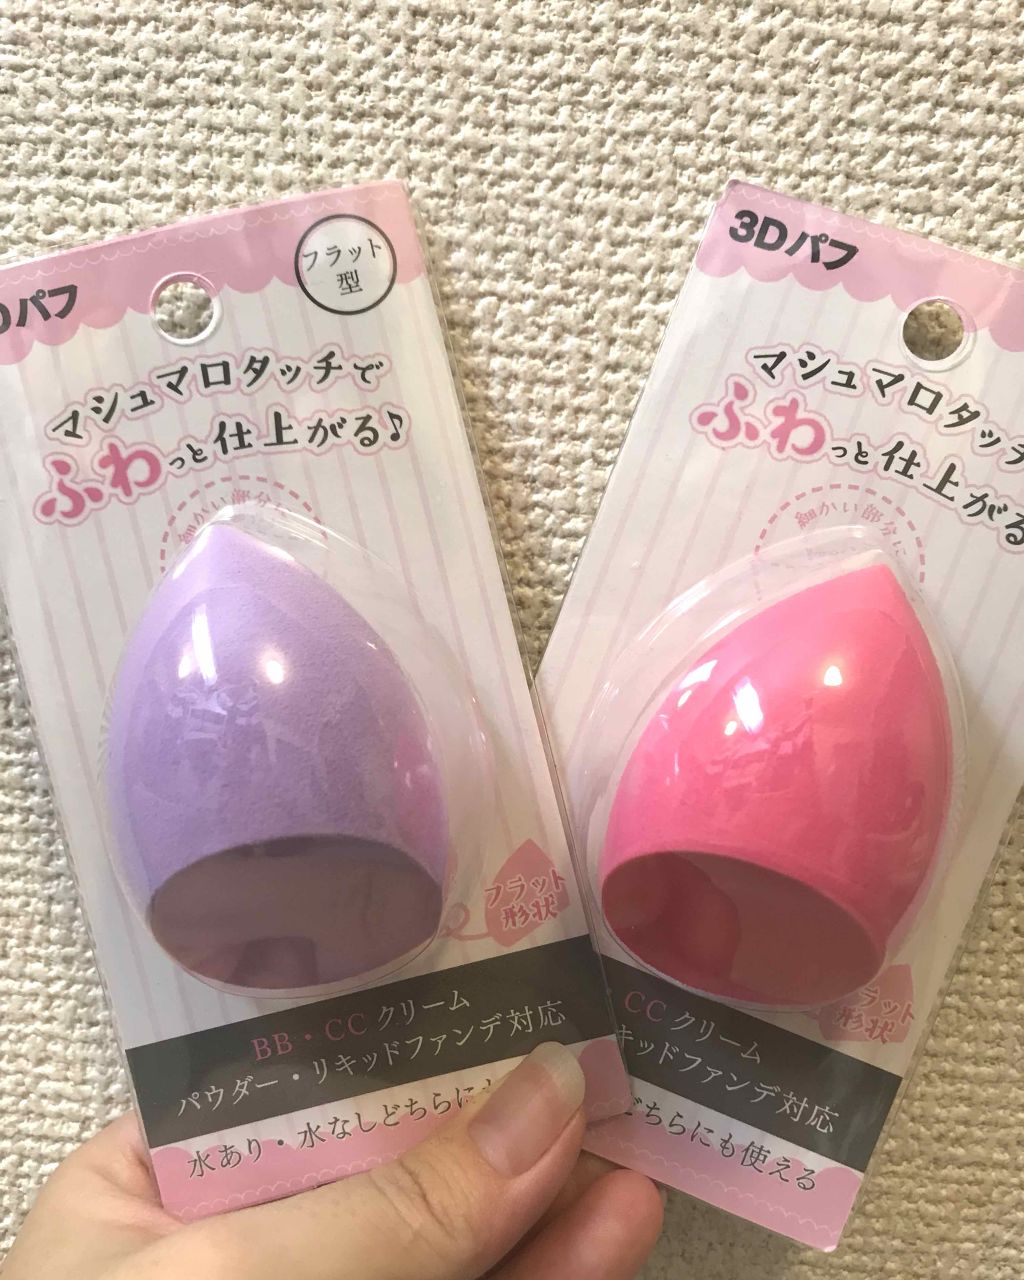 Dパフ
フラット
型
マシュマロタッチで
ふわっと仕上がる♪
細かい部分に
フラット
形状
BB・CCクリーム
パウダー・リキッドファンデ対応
水あり・水なしどちらにも
3Dパフ
マシュマロタッチ
ふわっと仕上がる
細かい部分に
ラット
形状
CCクリーム
キッドファンデ対応
どちらにも使える